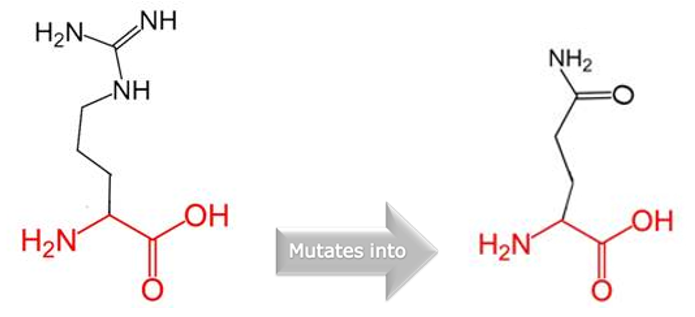 H₂N NH
NH
H₂N OH
O
Mutates into
NH₂
O
H₂N OH
O